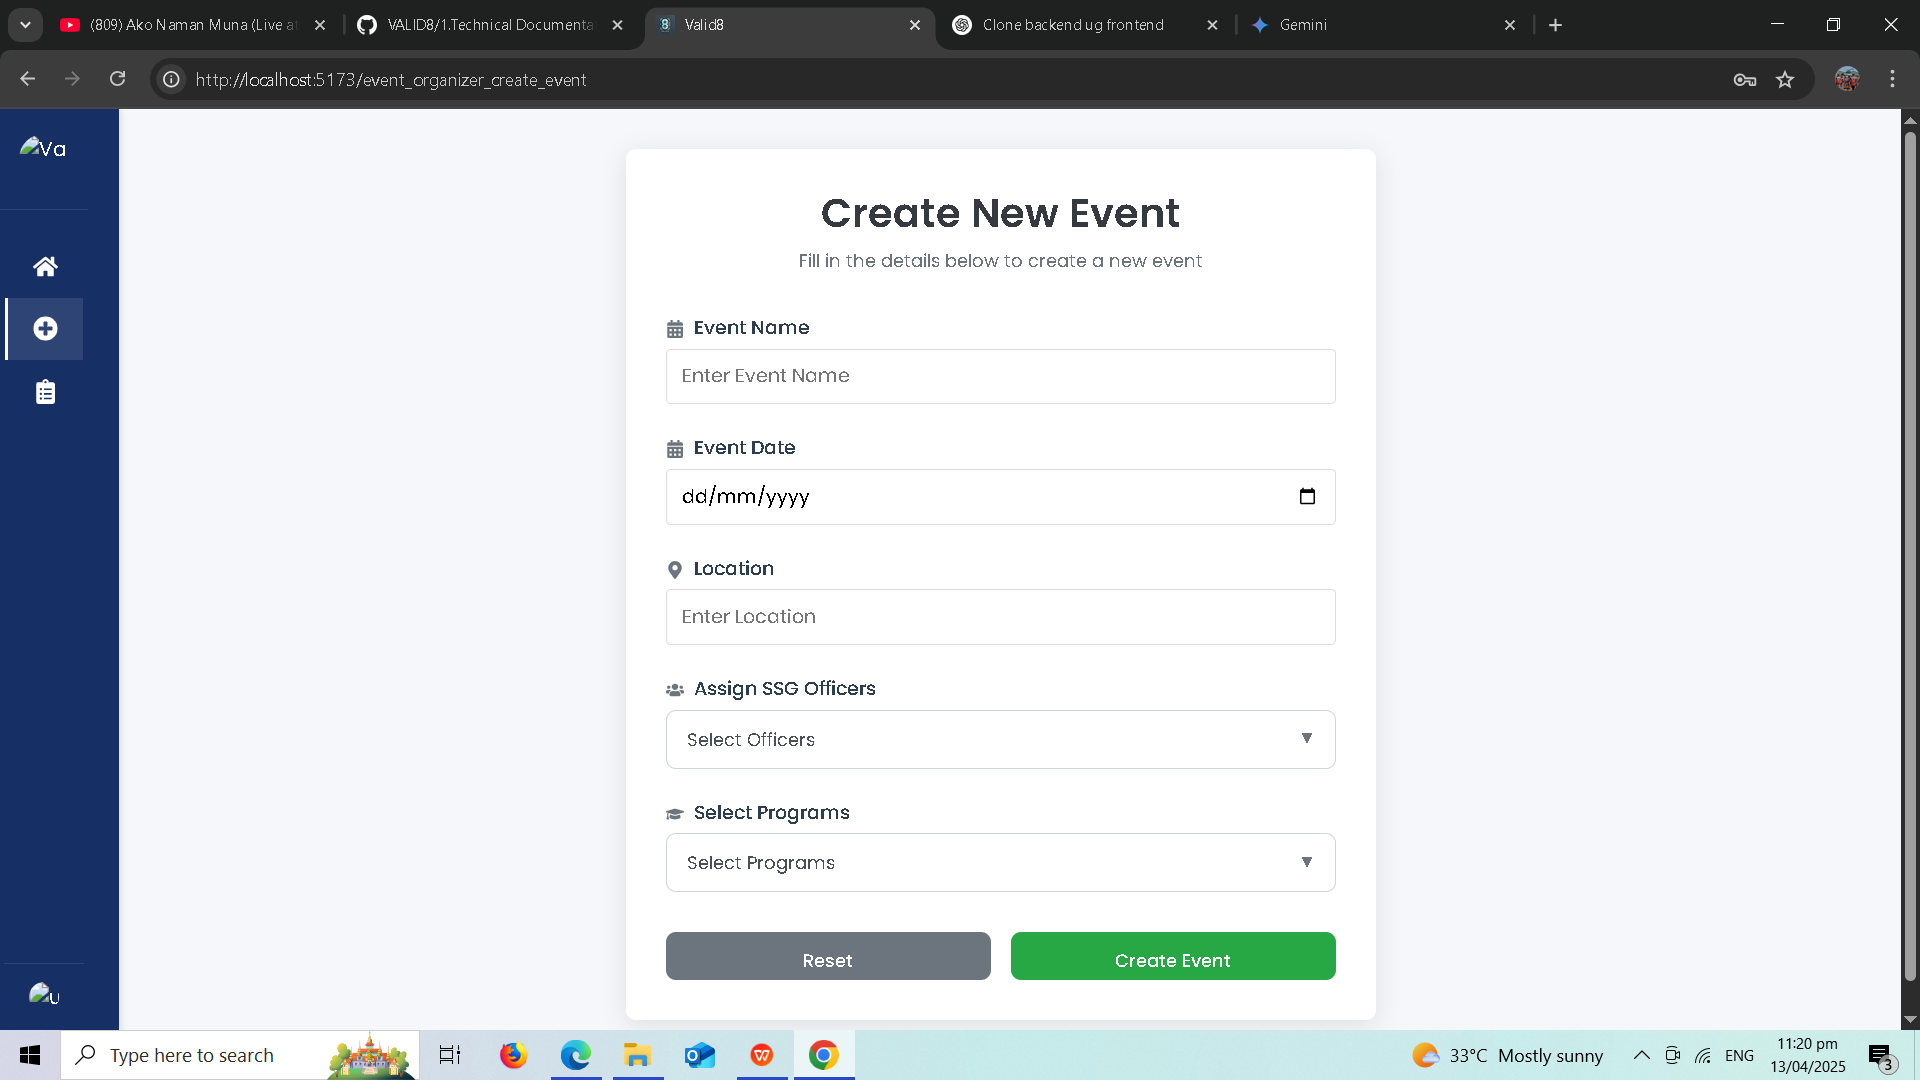 (809) Ako Naman Muna (Live at
VALID8/1.Technical Documenta
Valid8
Clone backend ug frontend
Gemini
http://localhost:5173/event_organizer_create_event
Va
Create New Event
Fill in the details below to create a new event
Event Name
Enter Event Name
Event Date
dd/mm/yyyy
Location
Enter Location
Assign SSG Officers
Select Officers
Select Programs
Select Programs
Reset
Create Event
u
Type here to search
33°C Mostly sunny
ENG
11:20 pm
13/04/2025
3